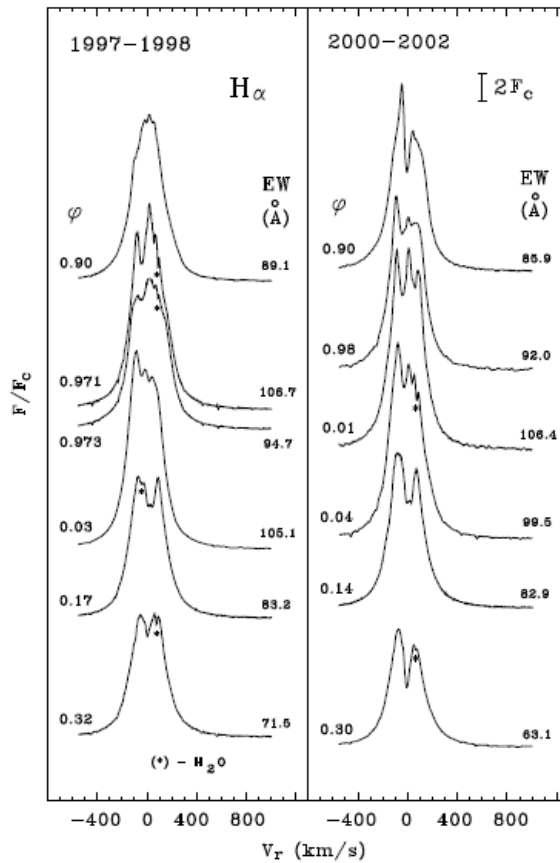 1997−1998
Hα
φ
EW
(Å)
0.90
89.1
0.971
106.7
0.973
94.7
0.03
105.1
0.17
83.2
0.32
71.5
(*) − H2O
2000−2002
2Fc
φ
EW
(Å)
0.90
85.9
0.98
92.0
0.01
106.4
0.04
99.5
0.14
82.9
0.30
63.1
F/Fc
−400 0 400 800
−400 0 400 800
Vr (km/s)